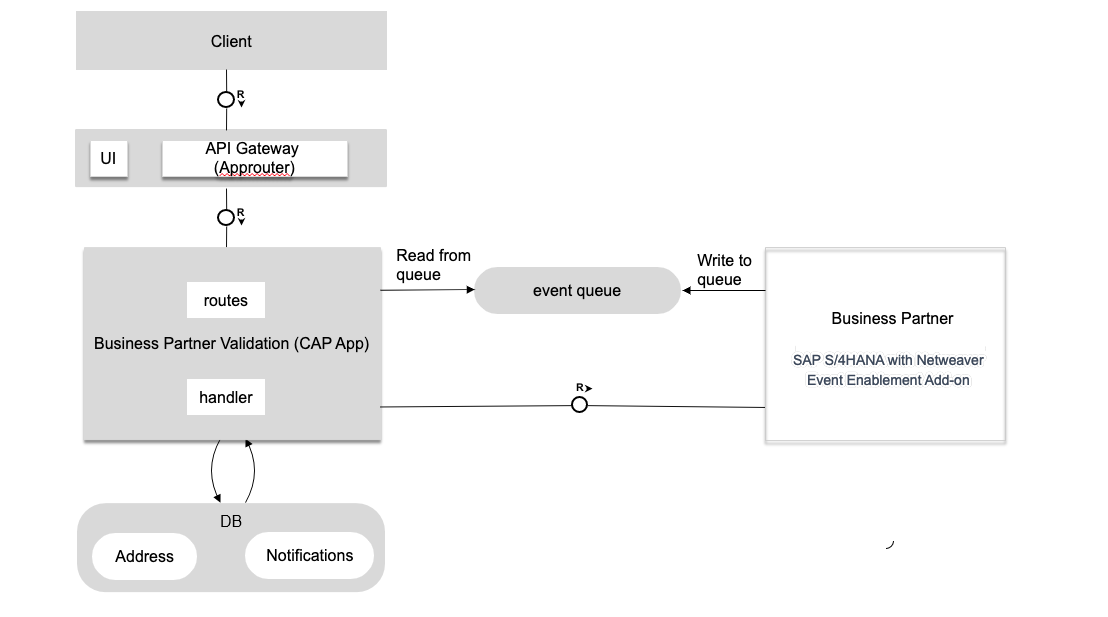 Client
R
UI
API Gateway
(Approuter)
R
Read from
queue
event queue
Write to
queue
routes
Business Partner Validation (CAP App)
handler
Business Partner
SAP S/4HANA with Netweaver
Event Enablement Add-on
R
DB
Address
Notifications